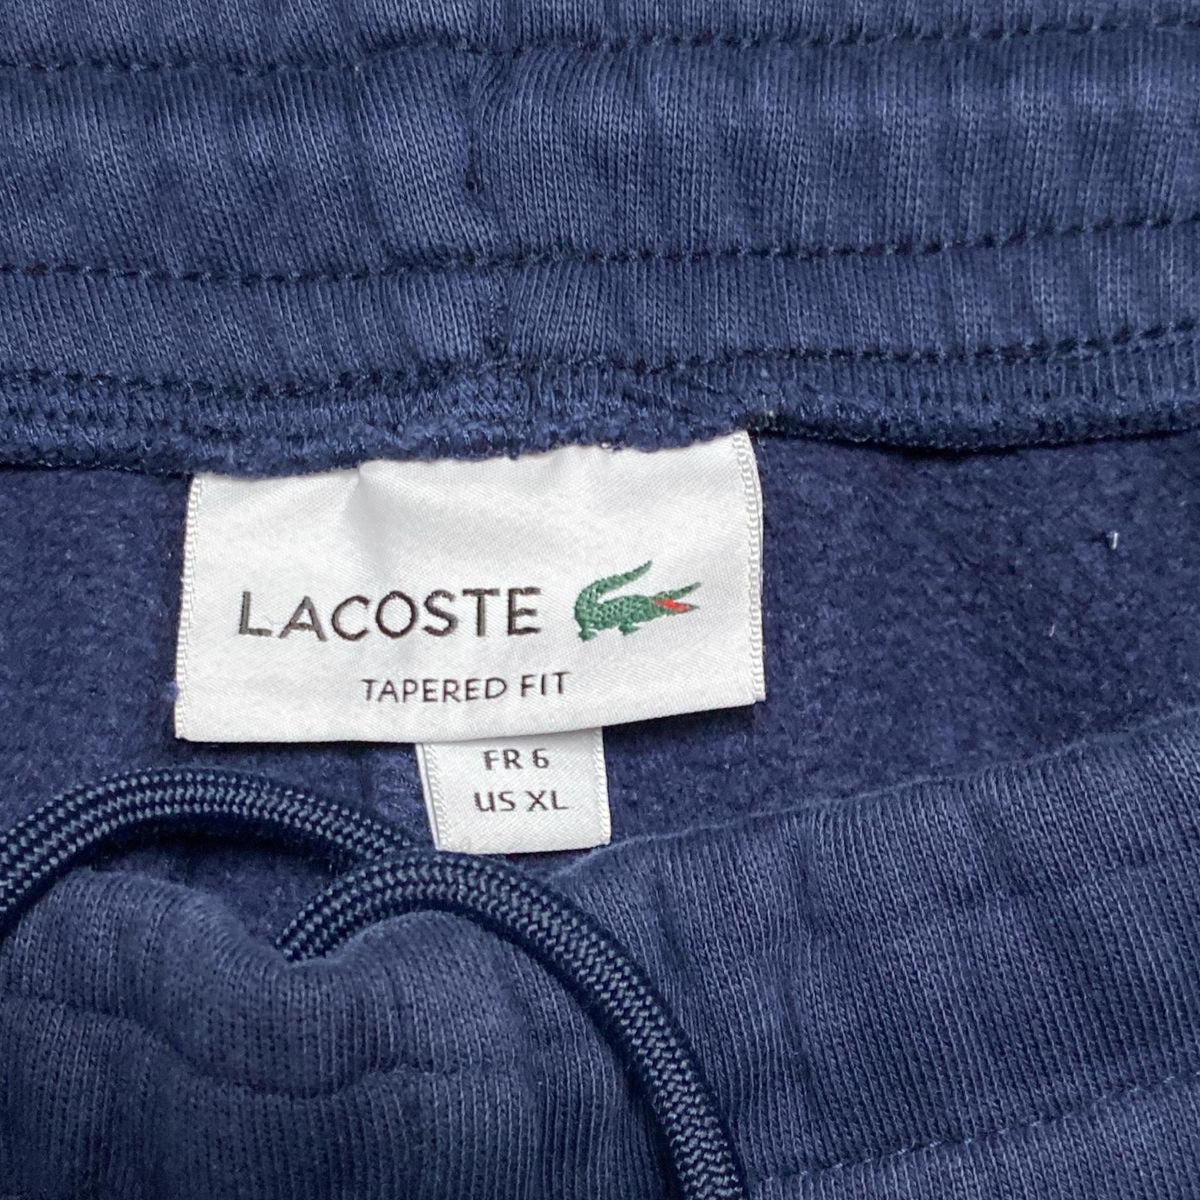 LACOSTE
TAPERED FIT
FR 6
US XL